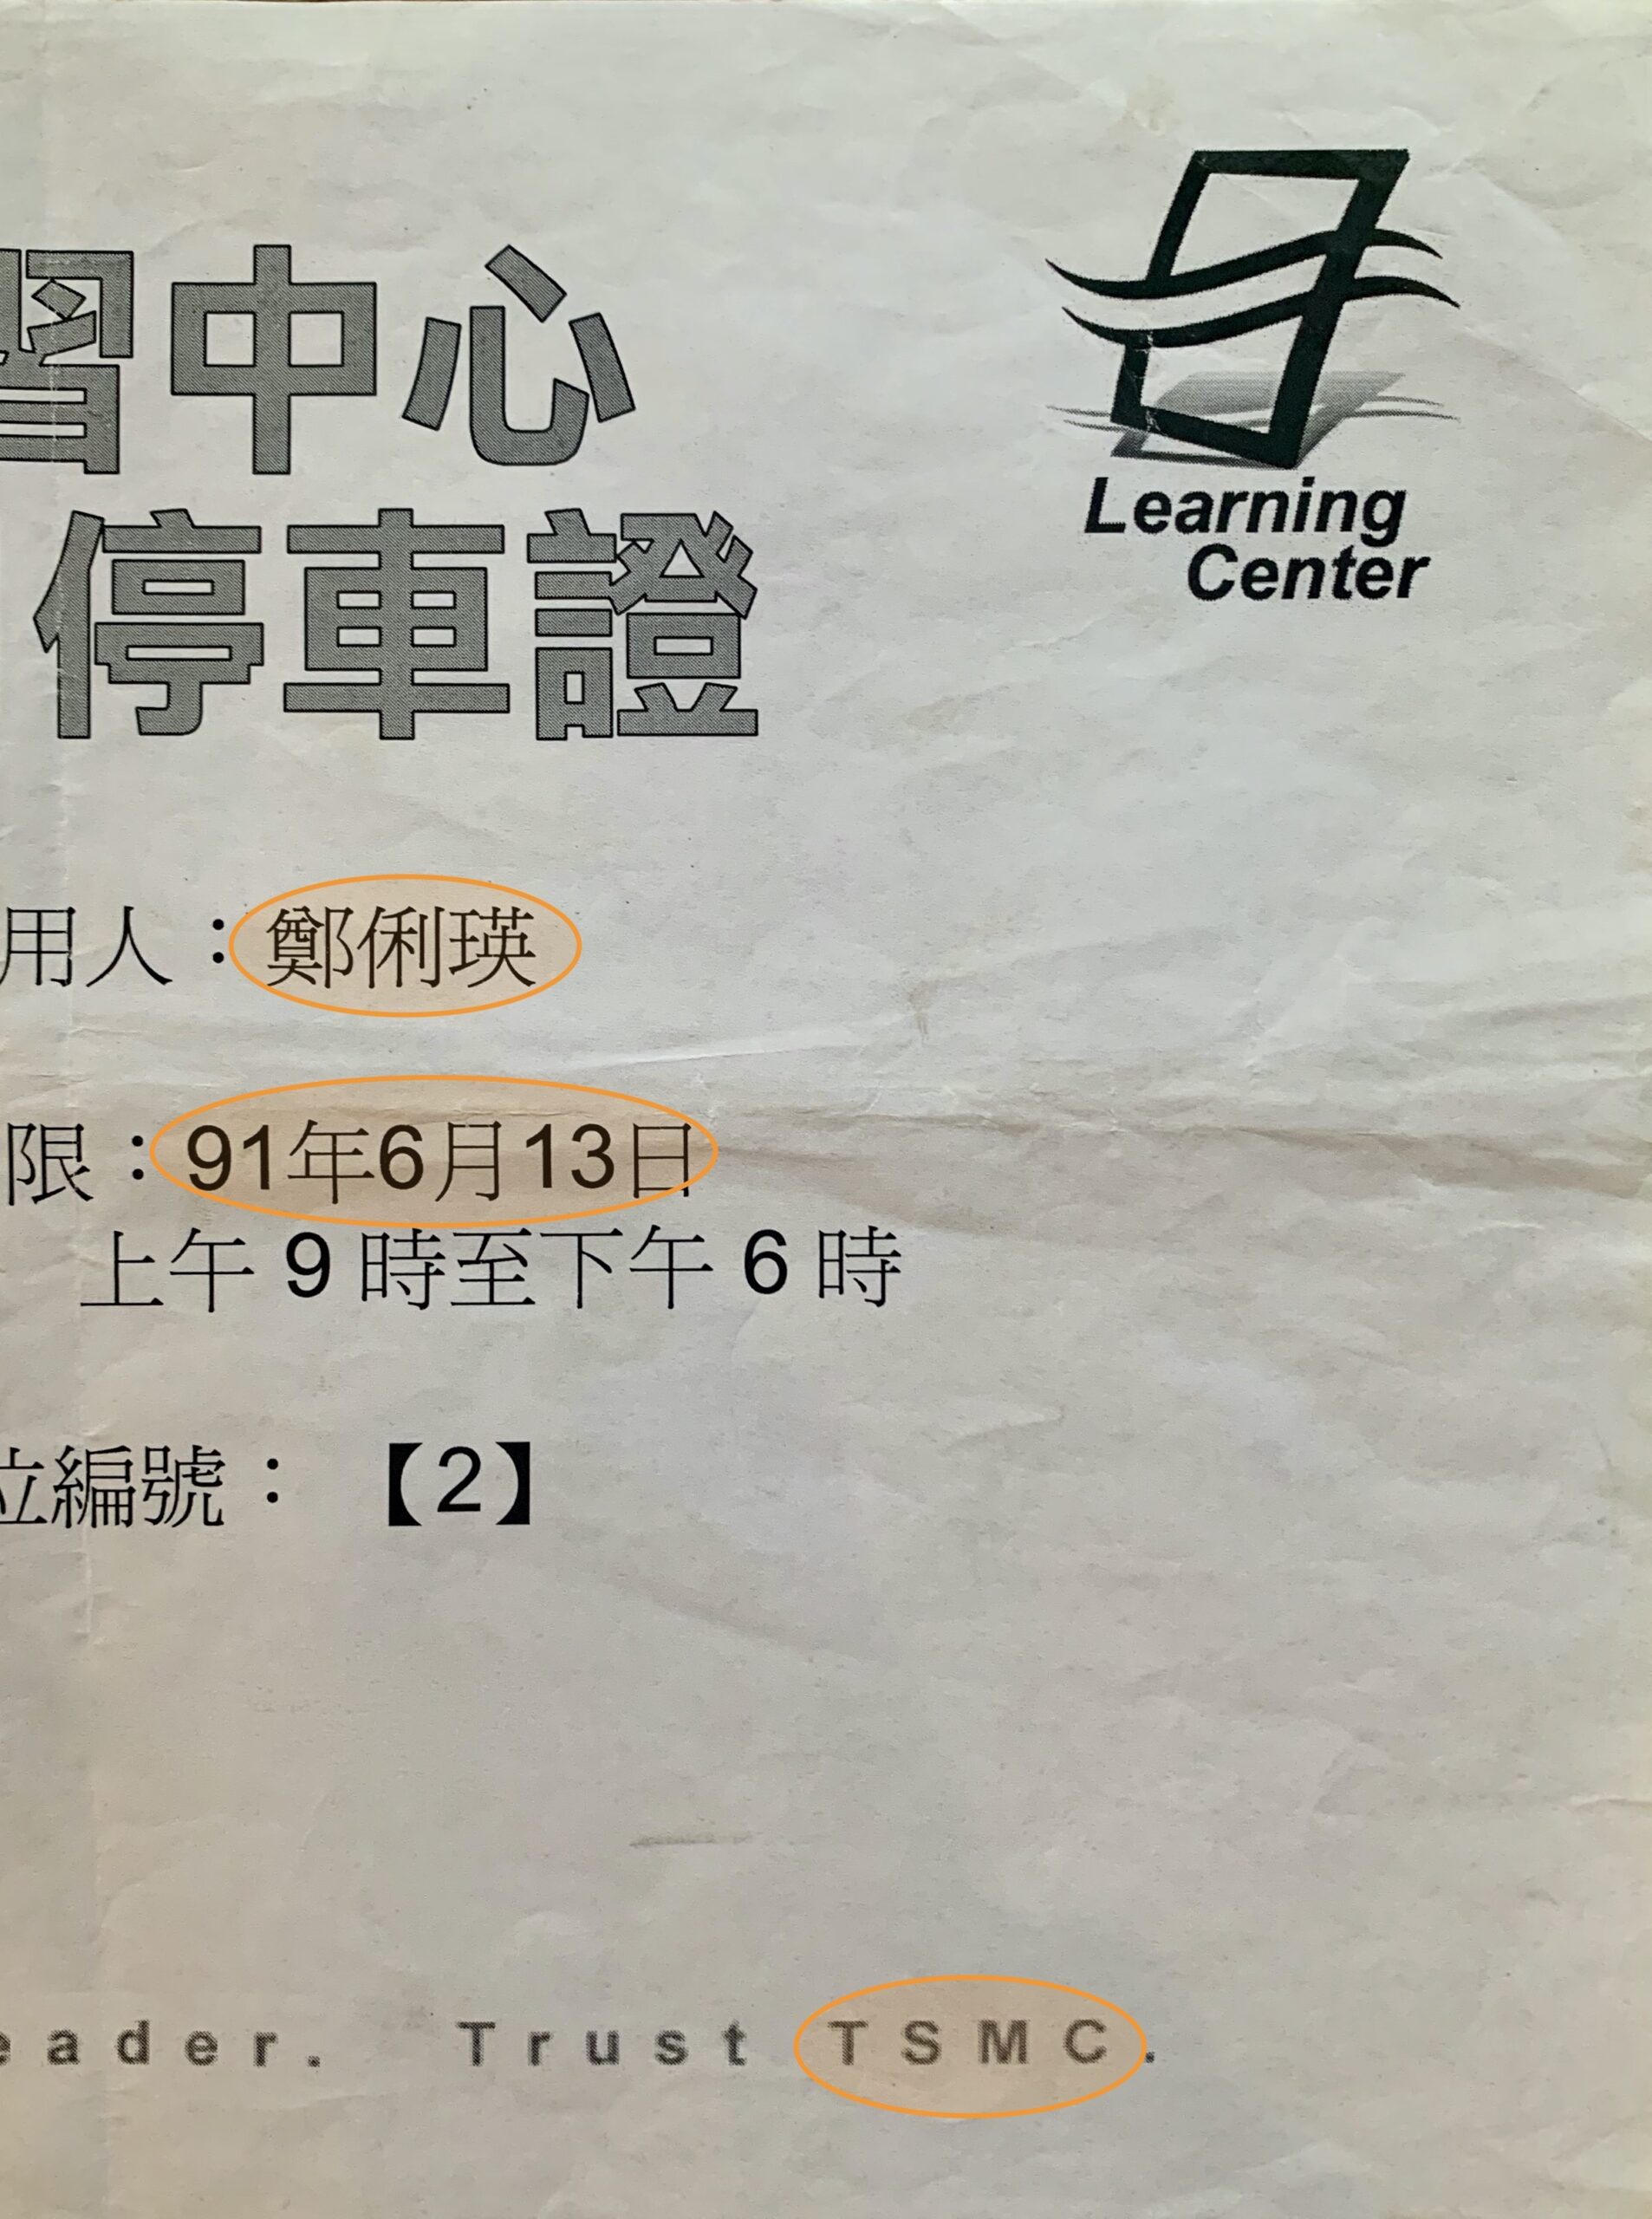 習中心
停車證
Learning
Center
用人：鄭俐瑛
限：91年6月13日
上午 9 時至下午 6 時
位編號：【2】
eader. Trust TSMC.